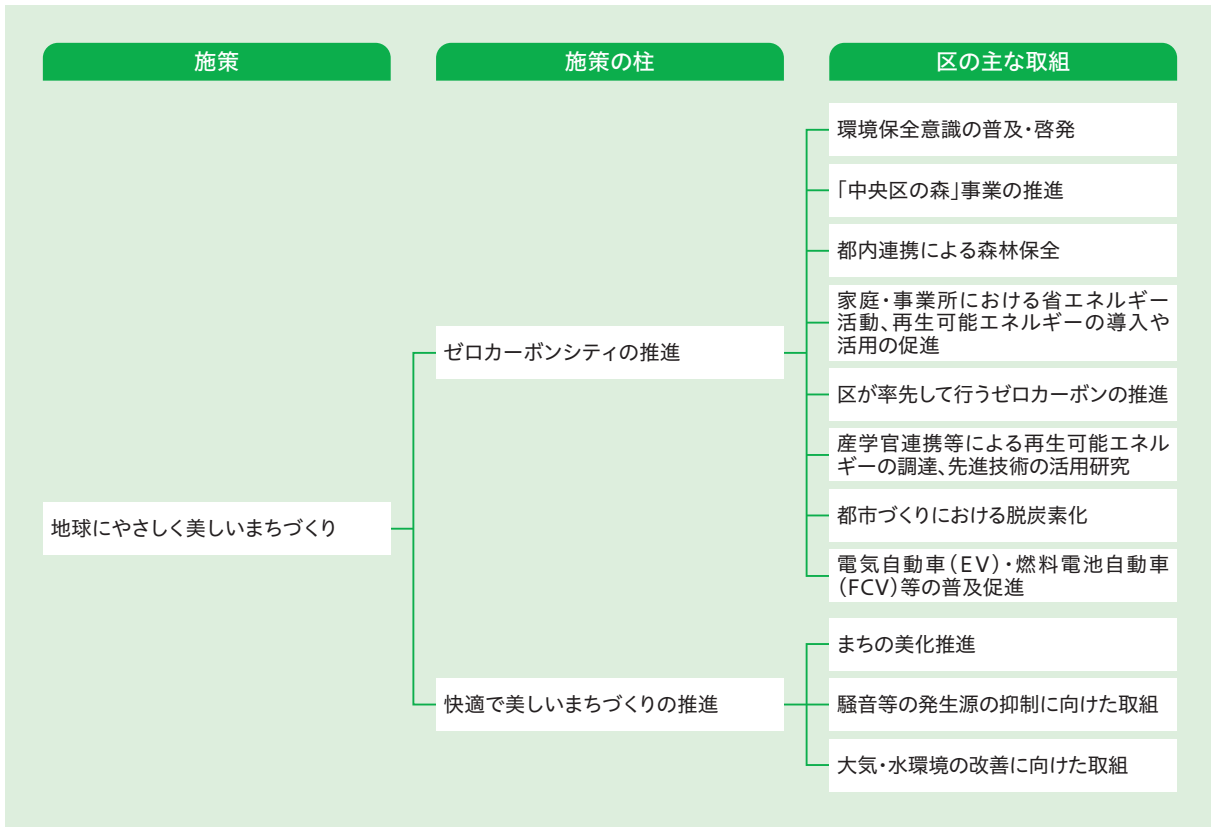 施策
施策の柱
区の主な取組
地球にやさしく美しいまちづくり
ゼロカーボンシティの推進
環境保全意識の普及・啓発
「中央区の森」事業の推進
都内連携による森林保全
家庭・事業所における省エネルギー
活動、再生可能エネルギーの導入や
活用の促進
区が率先して行うゼロカーボンの推進
産学官連携等による再生可能エネル
ギーの調達、先進技術の活用研究
都市づくりにおける脱炭素化
電気自動車(EV)・燃料電池自動車
(FCV)等の普及促進
快適で美しいまちづくりの推進
まちの美化推進
騒音等の発生源の抑制に向けた取組
大気・水環境の改善に向けた取組